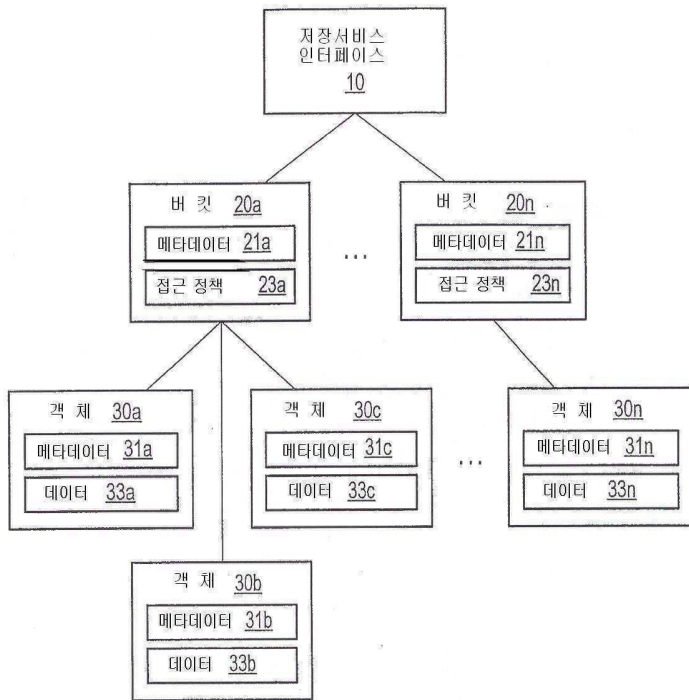 저장서비스
인터페이스
10
버 킷 20a
메타데이터 21a
접근 정책 23a
...
버 킷 20n
메타데이터 21n
접근 정책 23n
객 체 30a
메타데이터 31a
데이터 33a
객 체 30c
메타데이터 31c
데이터 33c
...
객 체 30n
메타데이터 31n
데이터 33n
객 체 30b
메타데이터 31b
데이터 33b